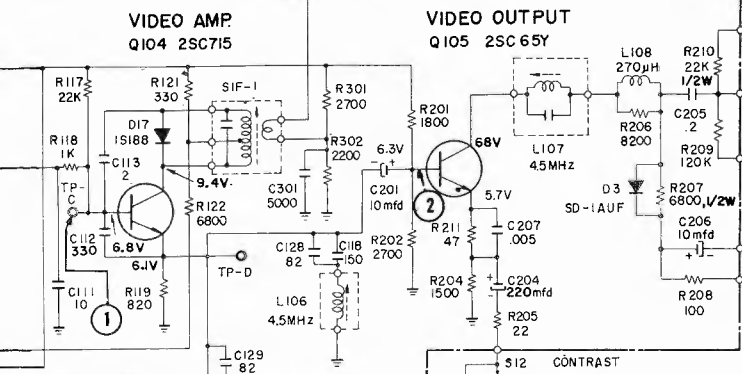 VIDEO AMP.
Q104 2SC715
VIDEO OUTPUT
Q105 2SC65Y
R117
22K
R121
330
SIF-1
R301
2700
L108
270µH
R210
22K
1/2W
D17
1S188
R118
1K
R201
1800
R206
8200
C205
.2
C113
2
R302
2200
6.3V
68V
L107
4.5MHz
R209
120K
TP-C
9.4V
C301
5000
C201
10mfd
2
5.7V
D3
SD-1AUF
R207
6800,1/2W
R122
6800
C112
330
6.8V
6.1V
TP-D
C128
82
C118
150
R202
2700
R211
47
C207
.005
C206
10mfd
C111
10
1
R119
820
L106
4.5MHz
R204
1500
C204
220mfd
R208
100
R205
22
C129
82
S12
CONTRAST